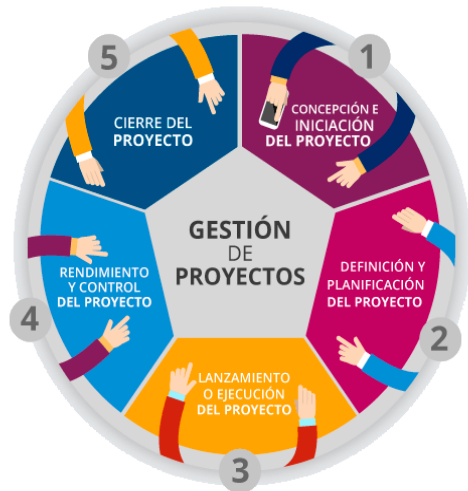 1
CONCEPCIÓN E
INICIACIÓN
DEL PROYECTO
2
DEFINICIÓN Y
PLANIFICACIÓN
DEL PROYECTO
3
LANZAMIENTO
O EJECUCIÓN
DEL PROYECTO
4
RENDIMIENTO
Y CONTROL
DEL PROYECTO
5
CIERRE DEL
PROYECTO
GESTIÓN
DE
PROYECTOS